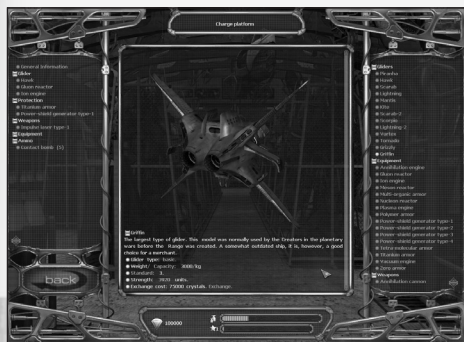 Charge platform
General information
Glider
Hawk
Gluon reactor
Ion engine
Protection
Titanium armor
Power-shield generator type-1
Weapons
Impulse laser type-1
Equipment
Ammo
Contact bomb (5)
back
Griffin
The largest type of glider. This model was normally used by the Creators in the planetary
wars before the Range was created. A somewhat outdated ship, it is, however, a good
choice for a merchant.
Glider type: basic.
Weight/ Capacity: 3000/kg
Standard: 1.
Strength: 3920 units.
Exchange cost: 75000 crystals. Exchange.
100000
Gliders
Piranha
Hawk
Scarab
Lightning
Mantis
Kite
Scarab-2
Scorpio
Lightning-2
Vortex
Tornado
Grizzly
Griffin
Equipment
Annihilation engine
Gluon reactor
Ion engine
Meson reactor
Multi-organic armor
Nuclear reactor
Plasma engine
Polymer armor
Power-shield generator type-1
Power-shield generator type-2
Power-shield generator type-3
Power-shield generator type-4
Tetra-molecular armor
Titanium armor
Vacuum engine
Zero armor
Weapons
Annihilation cannon